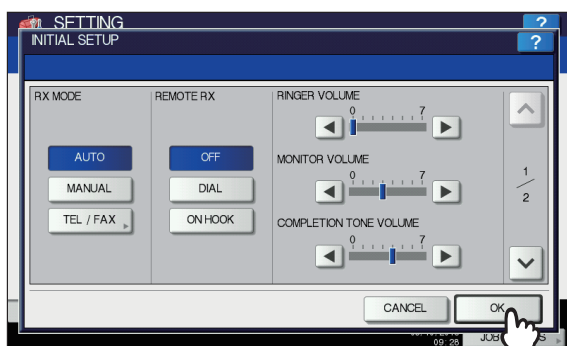 SETTING
?
INITIAL SETUP
?
RX MODE
AUTO
MANUAL
TEL / FAX
REMOTE RX
OFF
DIAL
ON HOOK
RINGER VOLUME
0 7
MONITOR VOLUME
0 7
COMPLETION TONE VOLUME
0 7
1
2
CANCEL
OK
09: 28
JOB
S